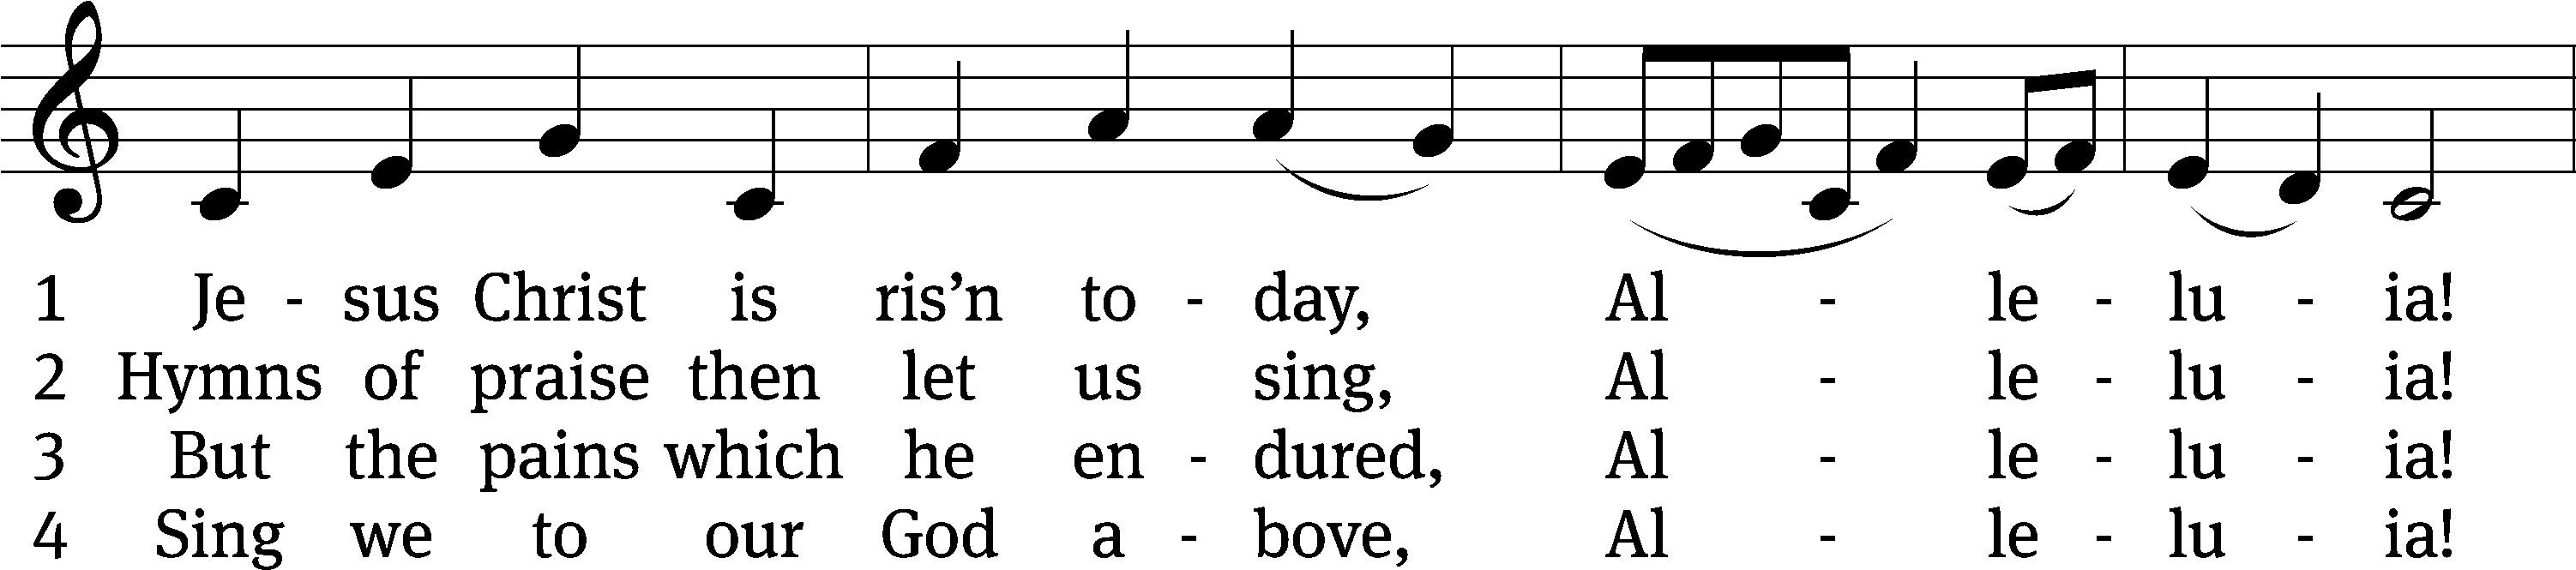 1 Je - sus Christ is ris’n to - day, Al - le - lu - ia!
2 Hymns of praise then let us sing, Al - le - lu - ia!
3 But the pains which he en - dured, Al - le - lu - ia!
4 Sing we to our God a - bove, Al - le - lu - ia!